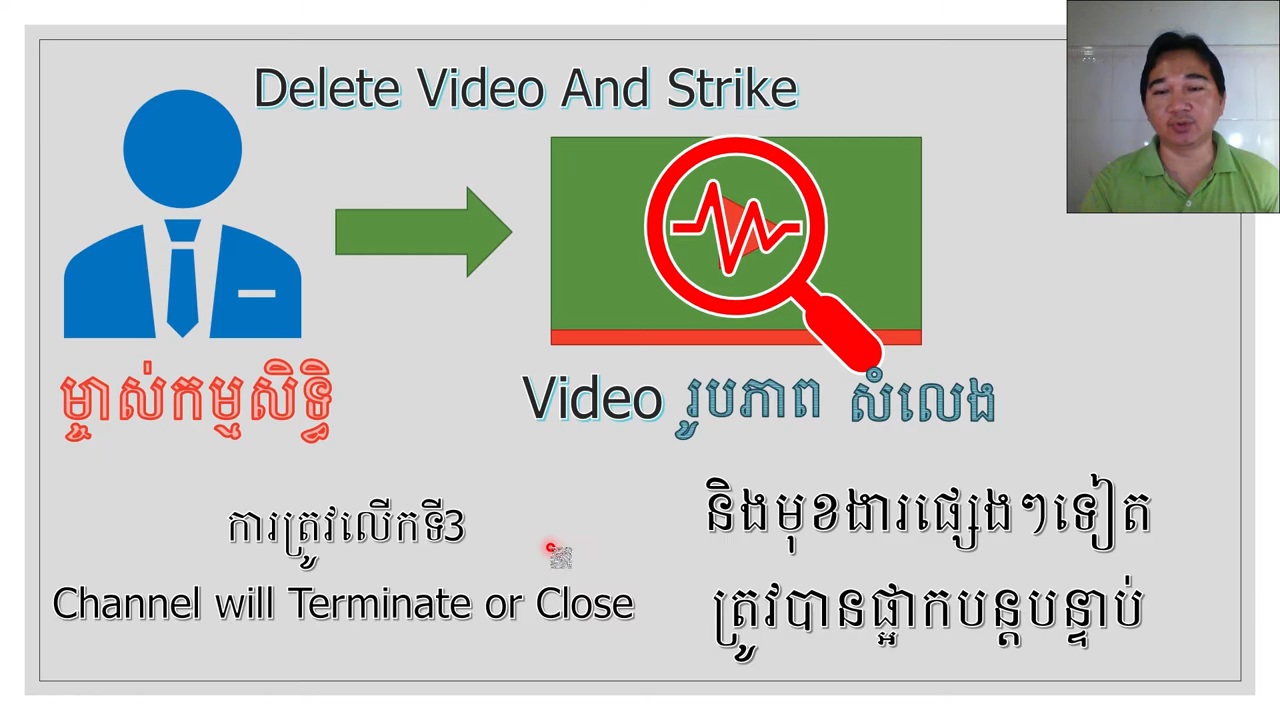 Delete Video And Strike
ម្ចាស់កម្មសិទ្ធិ
Video រូបភាព សំលេង
ការត្រូវលើកទី3
Channel will Terminate or Close
និងមុខងារផ្សេងៗទៀត
ត្រូវបានផ្អាកបន្តបន្ទាប់